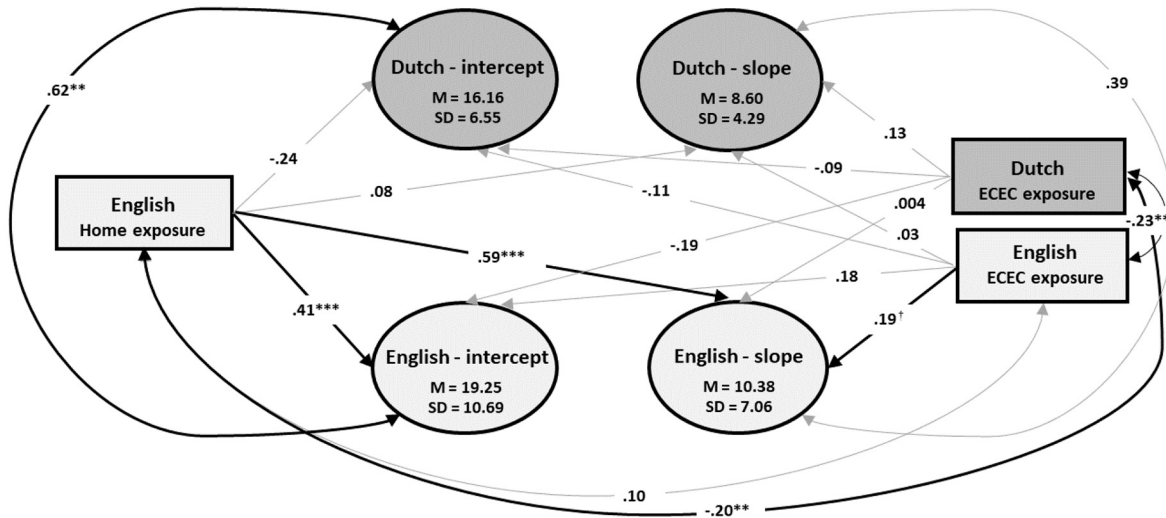 Dutch - intercept
M = 16.16
SD = 6.55
Dutch - slope
M = 8.60
SD = 4.29
.62**
.39
-.24
.13
-.09
.08
-.11
Dutch
ECEC exposure
English
Home exposure
.004
.03
-.23**
-.19
English
ECEC exposure
.59***
.18
.41***
.19†
English - intercept
M = 19.25
SD = 10.69
English - slope
M = 10.38
SD = 7.06
.10
-.20**